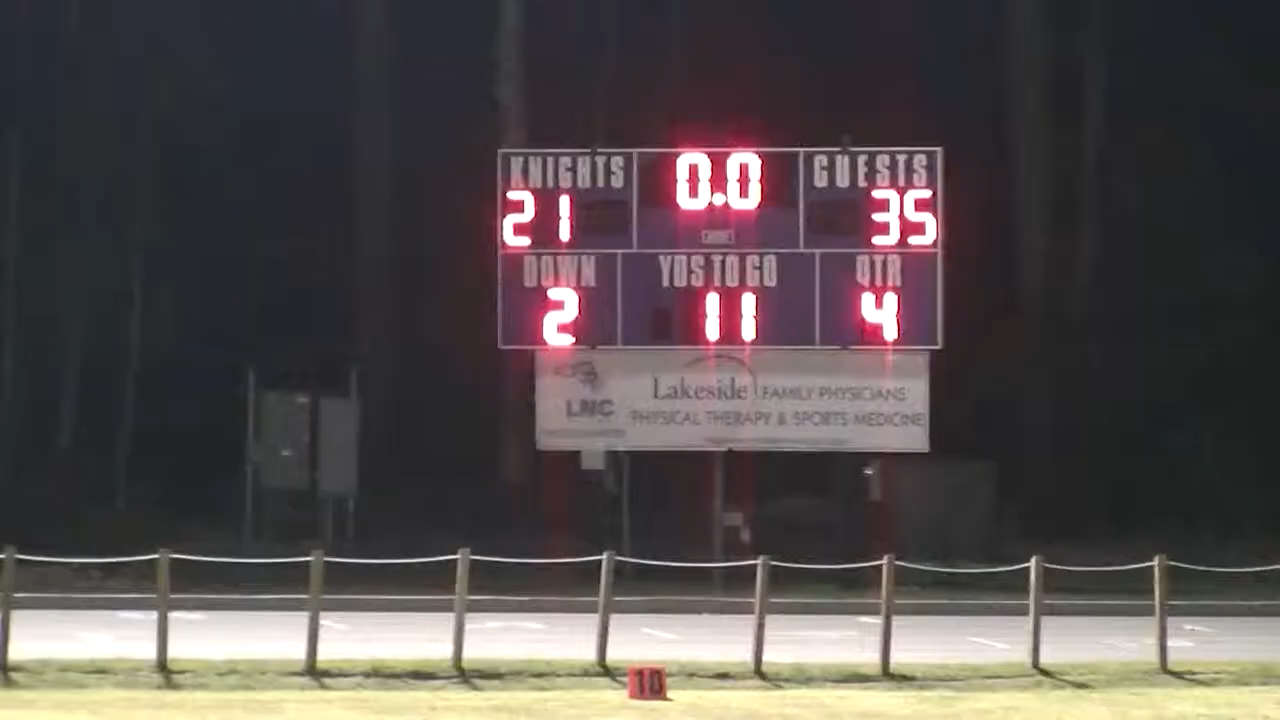 KNIGHTS 0.0 GUESTS
21 35
DOWN YDS TO GO QTR
2 11 4
LNC
Lakeside FAMILY PHYSICIANS
PHYSICAL THERAPY & SPORTS MEDICINE
10